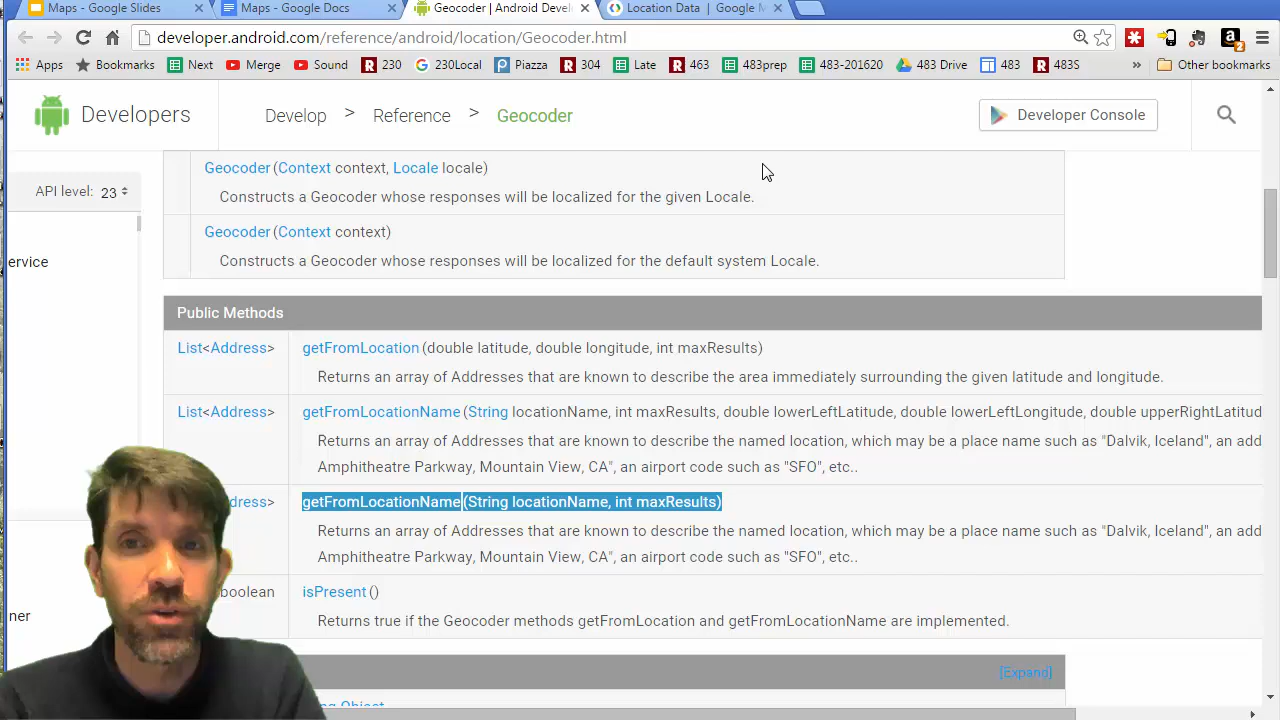 Maps - Google Slides
Maps - Google Docs
Geocoder | Android Devel
Location Data | Google M
developer.android.com/reference/android/location/Geocoder.html
Apps Bookmarks Next Merge Sound 230 230Local Piazza 304 Late 463 483prep 483-201620 483 Drive 483 483S » Other bookmarks
Developers Develop > Reference > Geocoder Developer Console
API level: 23
ervice
ner
Geocoder(Context context, Locale locale)
Constructs a Geocoder whose responses will be localized for the given Locale.
Geocoder(Context context)
Constructs a Geocoder whose responses will be localized for the default system Locale.
Public Methods
List<Address> getFromLocation(double latitude, double longitude, int maxResults)
Returns an array of Addresses that are known to describe the area immediately surrounding the given latitude and longitude.
List<Address> getFromLocationName(String locationName, int maxResults, double lowerLeftLatitude, double lowerLeftLongitude, double upperRightLatitud
Returns an array of Addresses that are known to describe the named location, which may be a place name such as "Dalvik, Iceland", an add
Amphitheatre Parkway, Mountain View, CA", an airport code such as "SFO", etc..
dress> getFromLocationName(String locationName, int maxResults)
Returns an array of Addresses that are known to describe the named location, which may be a place name such as "Dalvik, Iceland", an add
Amphitheatre Parkway, Mountain View, CA", an airport code such as "SFO", etc..
boolean isPresent()
Returns true if the Geocoder methods getFromLocation and getFromLocationName are implemented.
[Expand]